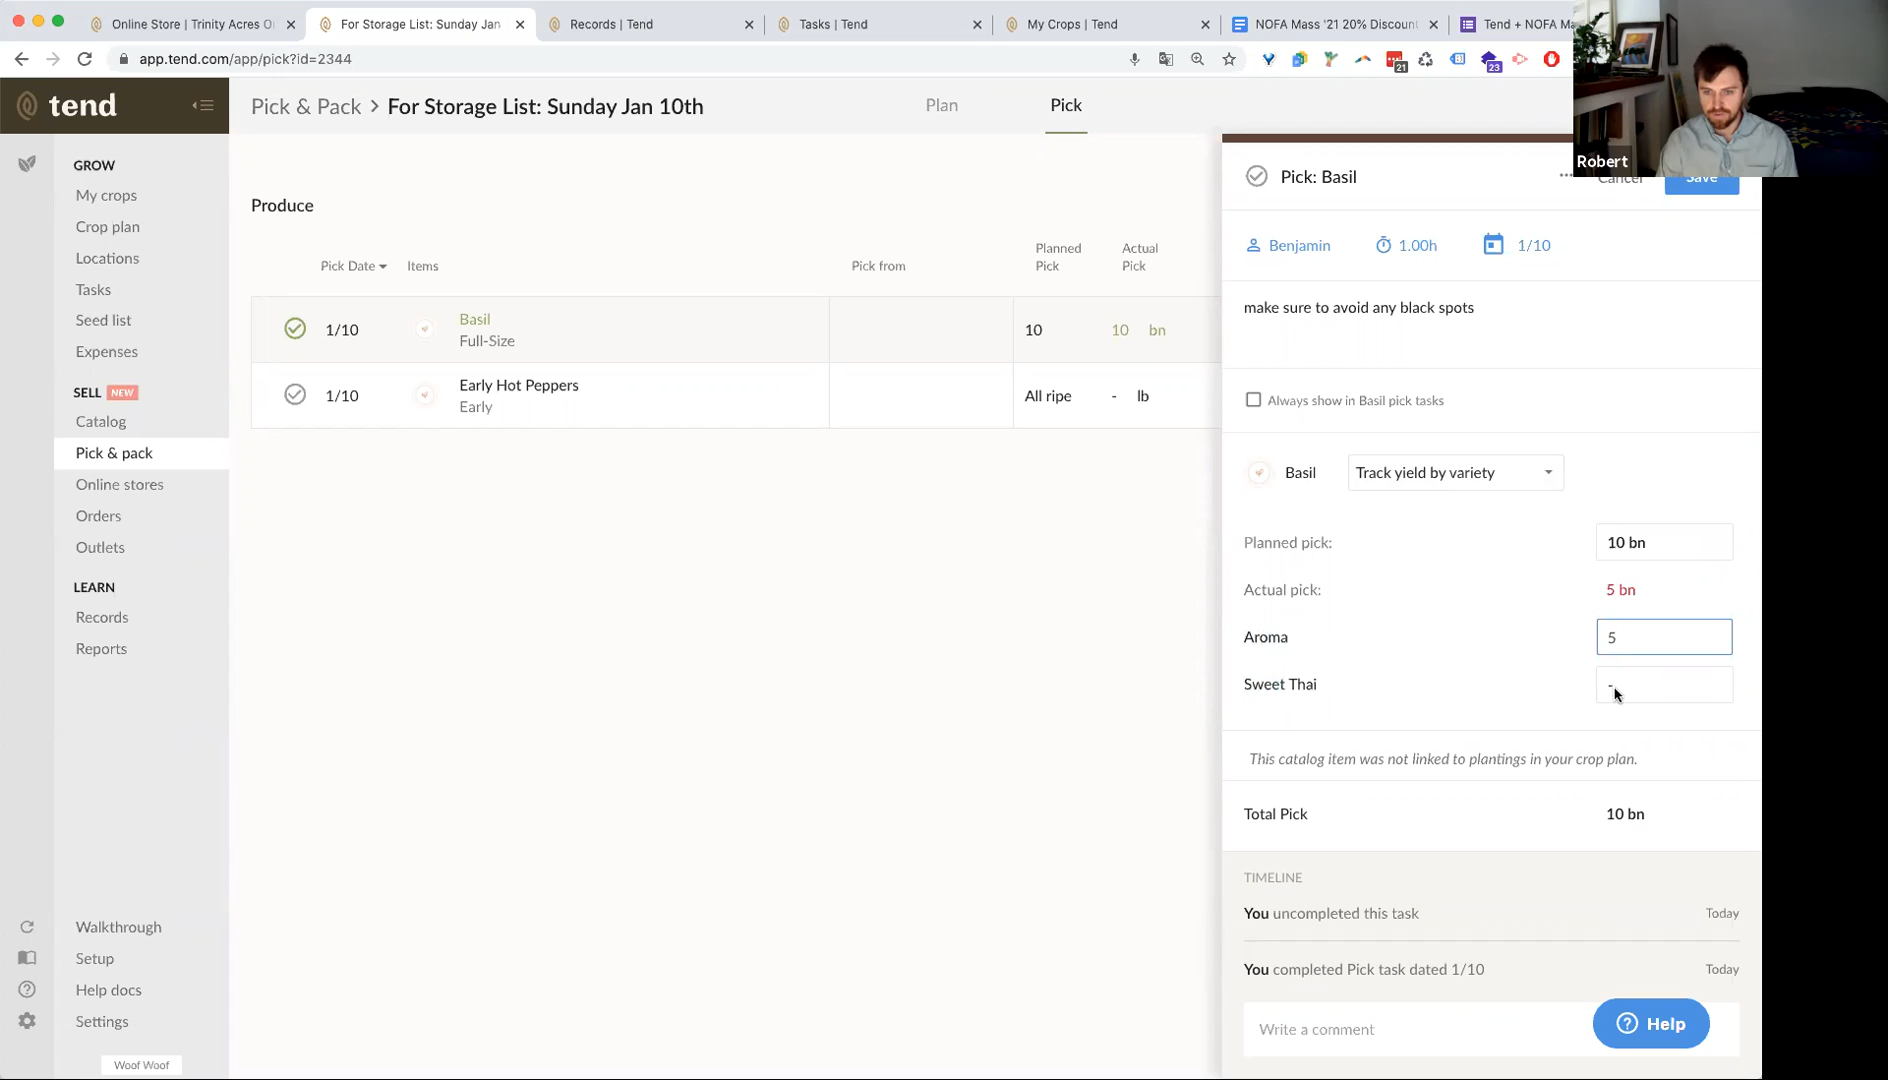 Online Store | Trinity Acres O
For Storage List: Sunday Jan
Records | Tend
Tasks | Tend
My Crops | Tend
NOFA Mass '21 20% Discoun
Tend + NOFA Ma
app.tend.com/app/pick?id=2344
21
23
tend
Pick & Pack > For Storage List: Sunday Jan 10th
Plan
Pick
Robert
GROW
My crops
Crop plan
Locations
Tasks
Seed list
Expenses
SELL NEW
Catalog
Pick & pack
Online stores
Orders
Outlets
LEARN
Records
Reports
Walkthrough
Setup
Help docs
Settings
Woof Woof
Produce
Pick Date
Items
Pick from
Planned Pick
Actual Pick
1/10
Basil
Full-Size
10
10 bn
1/10
Early Hot Peppers
Early
All ripe
- lb
Pick: Basil
Cancel
Save
Benjamin
1.00h
1/10
make sure to avoid any black spots
Always show in Basil pick tasks
Basil
Track yield by variety
Planned pick:
10 bn
Actual pick:
5 bn
Aroma
5
Sweet Thai
-
This catalog item was not linked to plantings in your crop plan.
Total Pick
10 bn
TIMELINE
You uncompleted this task
Today
You completed Pick task dated 1/10
Today
Write a comment
Help